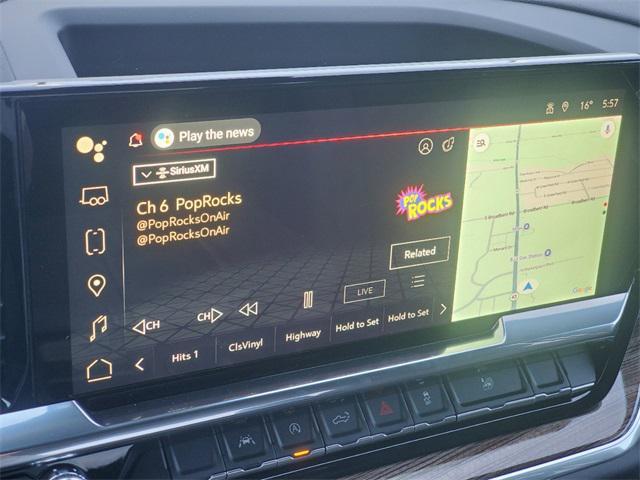 Play the news
16° 5:57
SiriusXM
Ch 6 PopRocks
@PopRocksOnAir
@PopRocksOnAir
POP
ROCKS
Related
LIVE
CH
CH
Hits 1
ClsVinyl
Highway
Hold to Set
Hold to Set
Google
43